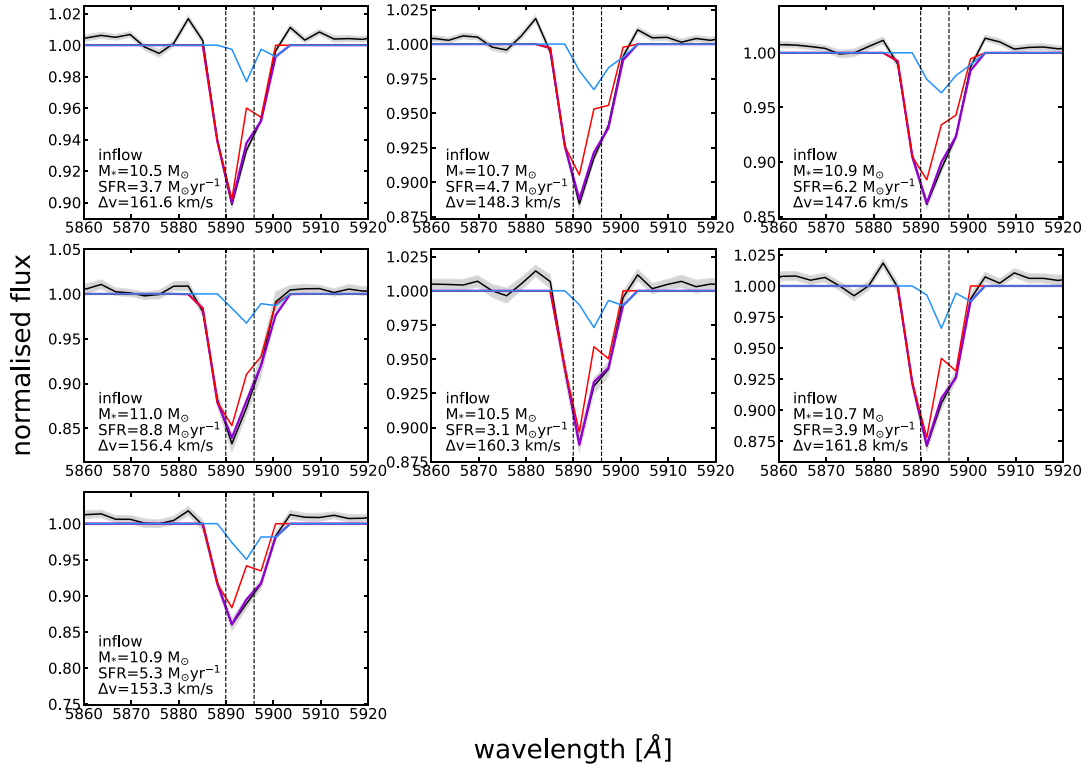 1.025
1.00
0.98
0.96
0.94
0.92
0.90
inflow
M*=10.5 M⊙
SFR=3.7 M⊙yr⁻¹
Δv=161.6 km/s
5860 5870 5880 5890 5900 5910 5920
1.025
1.000
0.975
0.950
0.925
0.900
0.875
inflow
M*=10.7 M⊙
SFR=4.7 M⊙yr⁻¹
Δv=148.3 km/s
5860 5870 5880 5890 5900 5910 5920
1.00
0.95
0.90
0.85
inflow
M*=10.9 M⊙
SFR=6.2 M⊙yr⁻¹
Δv=147.6 km/s
5860 5870 5880 5890 5900 5910 5920
normalised flux
1.05
1.00
0.95
0.90
0.85
inflow
M*=11.0 M⊙
SFR=8.8 M⊙yr⁻¹
Δv=156.4 km/s
5860 5870 5880 5890 5900 5910 5920
1.025
1.000
0.975
0.950
0.925
0.900
0.875
0.850
inflow
M*=10.5 M⊙
SFR=3.1 M⊙yr⁻¹
Δv=160.3 km/s
5860 5870 5880 5890 5900 5910 5920
1.025
1.000
0.975
0.950
0.925
0.900
0.875
inflow
M*=10.7 M⊙
SFR=3.9 M⊙yr⁻¹
Δv=161.8 km/s
5860 5870 5880 5890 5900 5910 5920
1.00
0.95
0.90
0.85
0.80
0.75
inflow
M*=10.9 M⊙
SFR=5.3 M⊙yr⁻¹
Δv=153.3 km/s
5860 5870 5880 5890 5900 5910 5920
wavelength [Å]